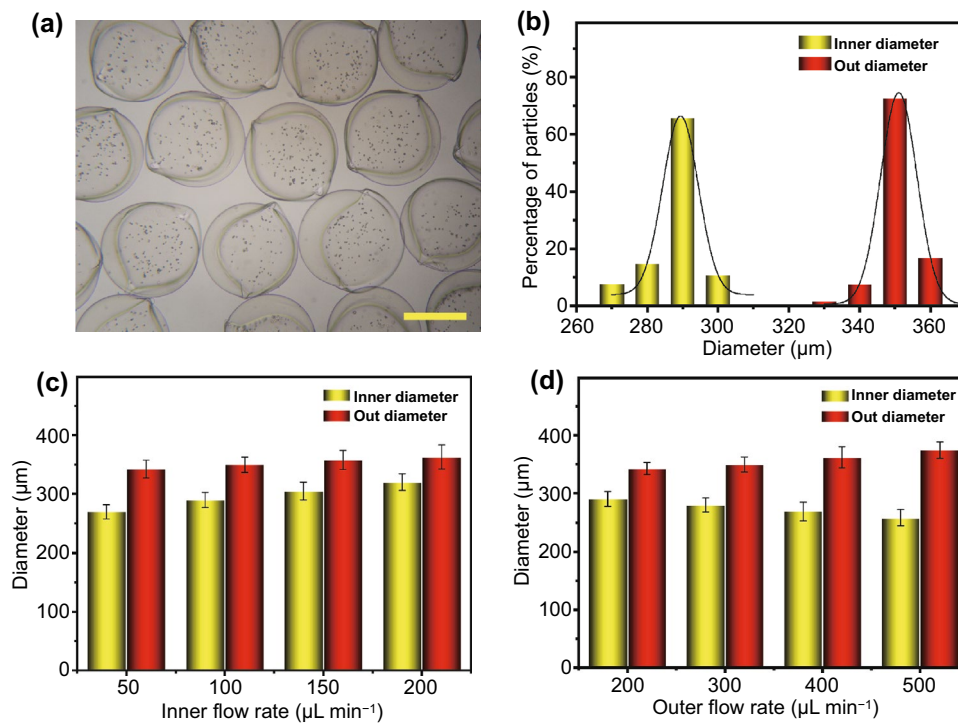 (a)
(b)
Inner diameter
Out diameter
Percentage of particles (%)
80
60
40
20
0
260 280 300 320 340 360
Diameter (µm)
(c)
Inner diameter
Out diameter
Diameter (µm)
400
300
200
100
0
50 100 150 200
Inner flow rate (µL min⁻¹)
(d)
Inner diameter
Out diameter
Diameter (µm)
400
300
200
100
0
200 300 400 500
Outer flow rate (µL min⁻¹)